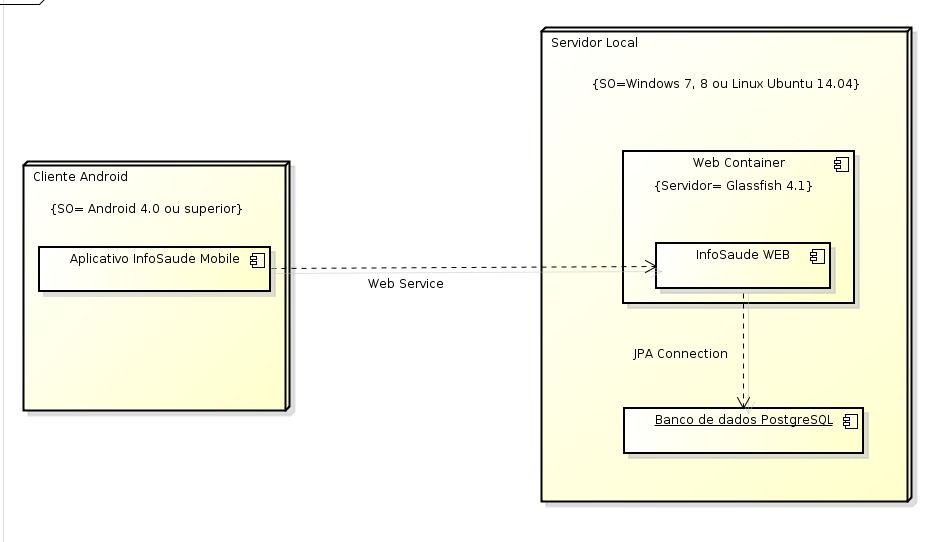 Servidor Local
{SO=Windows 7, 8 ou Linux Ubuntu 14.04}
Web Container
{Servidor= Glassfish 4.1}
InfoSaude WEB
Cliente Android
{SO= Android 4.0 ou superior}
Aplicativo InfoSaude Mobile
Web Service
JPA Connection
Banco de dados PostgreSQL